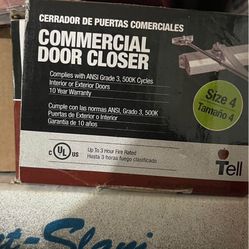 CERRADOR DE PUERTAS COMERCIALES
COMMERCIAL
DOOR CLOSER
Complies with ANSI Grade 3, 500K Cycles
Interior or Exterior Doors
10 Year Warranty
Cumple con las normas ANSI, Grado 3, 500K
Puertas de Exterior o Interior
Garantía de 10 años
Size 4
Tamaño 4
C UL US
Up To 3 Hour Fire Rated
Hasta 3 horas fuego clasificado
Tell